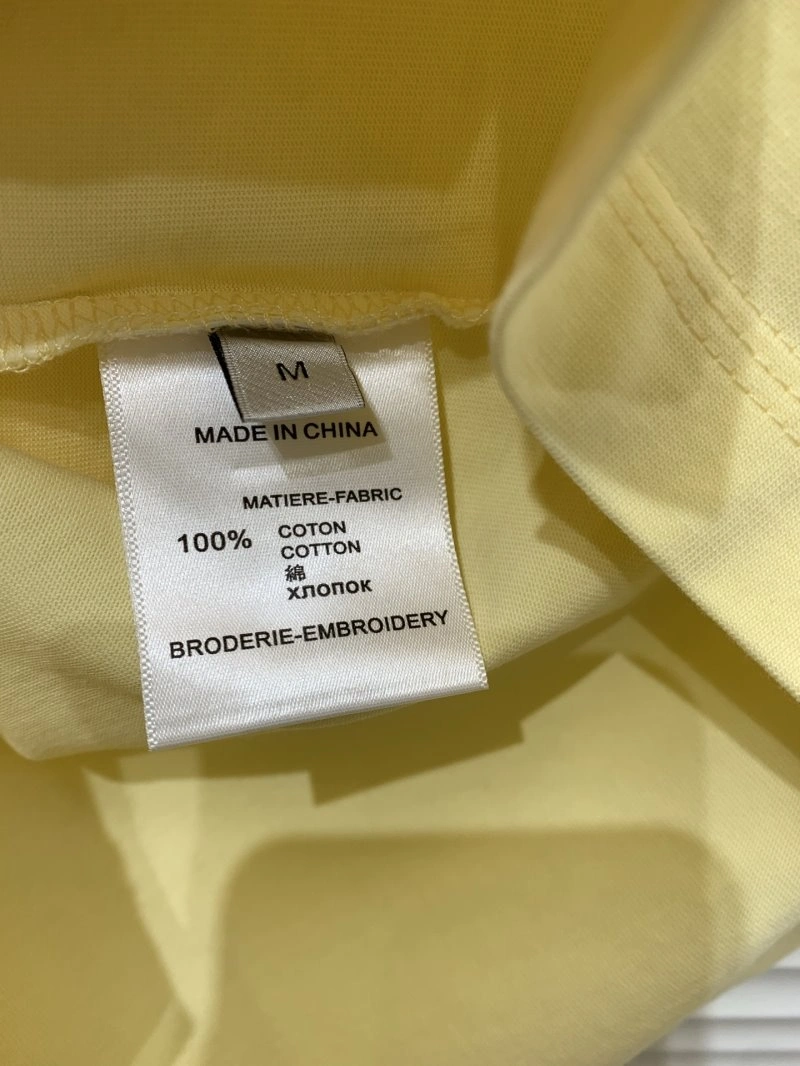 M
MADE IN CHINA
MATIERE-FABRIC
100% COTON
COTTON
綿
хлопок
BRODERIE-EMBROIDERY